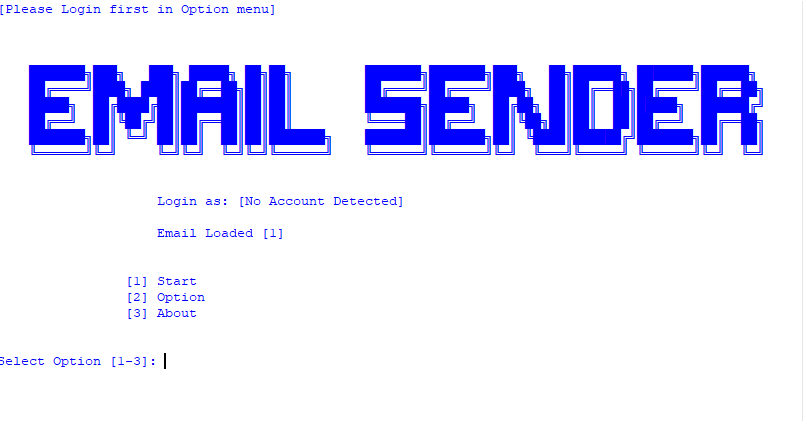 [Please Login first in Option menu]
EMAIL SENDER
Login as: [No Account Detected]
Email Loaded [1]
[1] Start
[2] Option
[3] About
Select Option [1-3]: